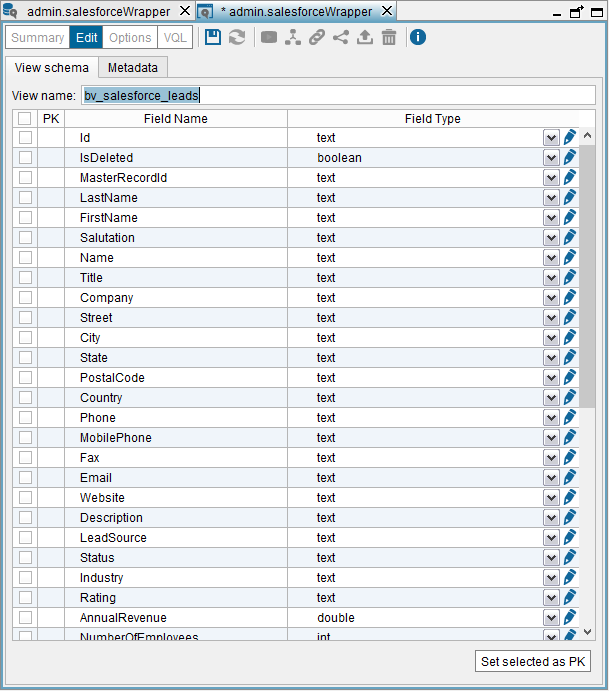 admin.salesforceWrapper * admin.salesforceWrapper
Summary Edit Options VQL
View schema Metadata
View name: bv_salesforce_leads
PK Field Name Field Type
Id text
IsDeleted boolean
MasterRecordId text
LastName text
FirstName text
Salutation text
Name text
Title text
Company text
Street text
City text
State text
PostalCode text
Country text
Phone text
MobilePhone text
Fax text
Email text
Website text
Description text
LeadSource text
Status text
Industry text
Rating text
AnnualRevenue double
NumberOfEmployees int
Set selected as PK